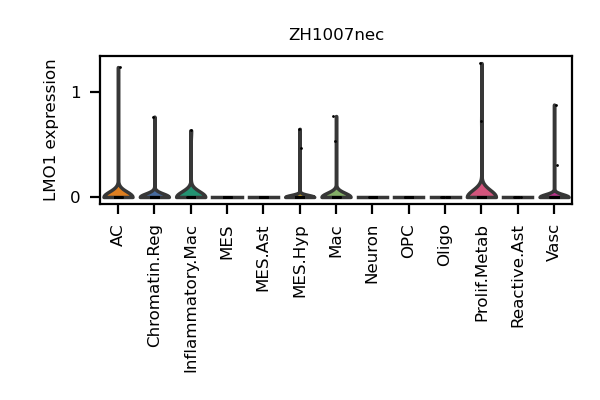 ZH1007nec
LMO1 expression
1
0
AC
Chromatin.Reg
Inflammatory.Mac
MES
MES.Ast
MES.Hyp
Mac
Neuron
OPC
Oligo
Prolif.Metab
Reactive.Ast
Vasc